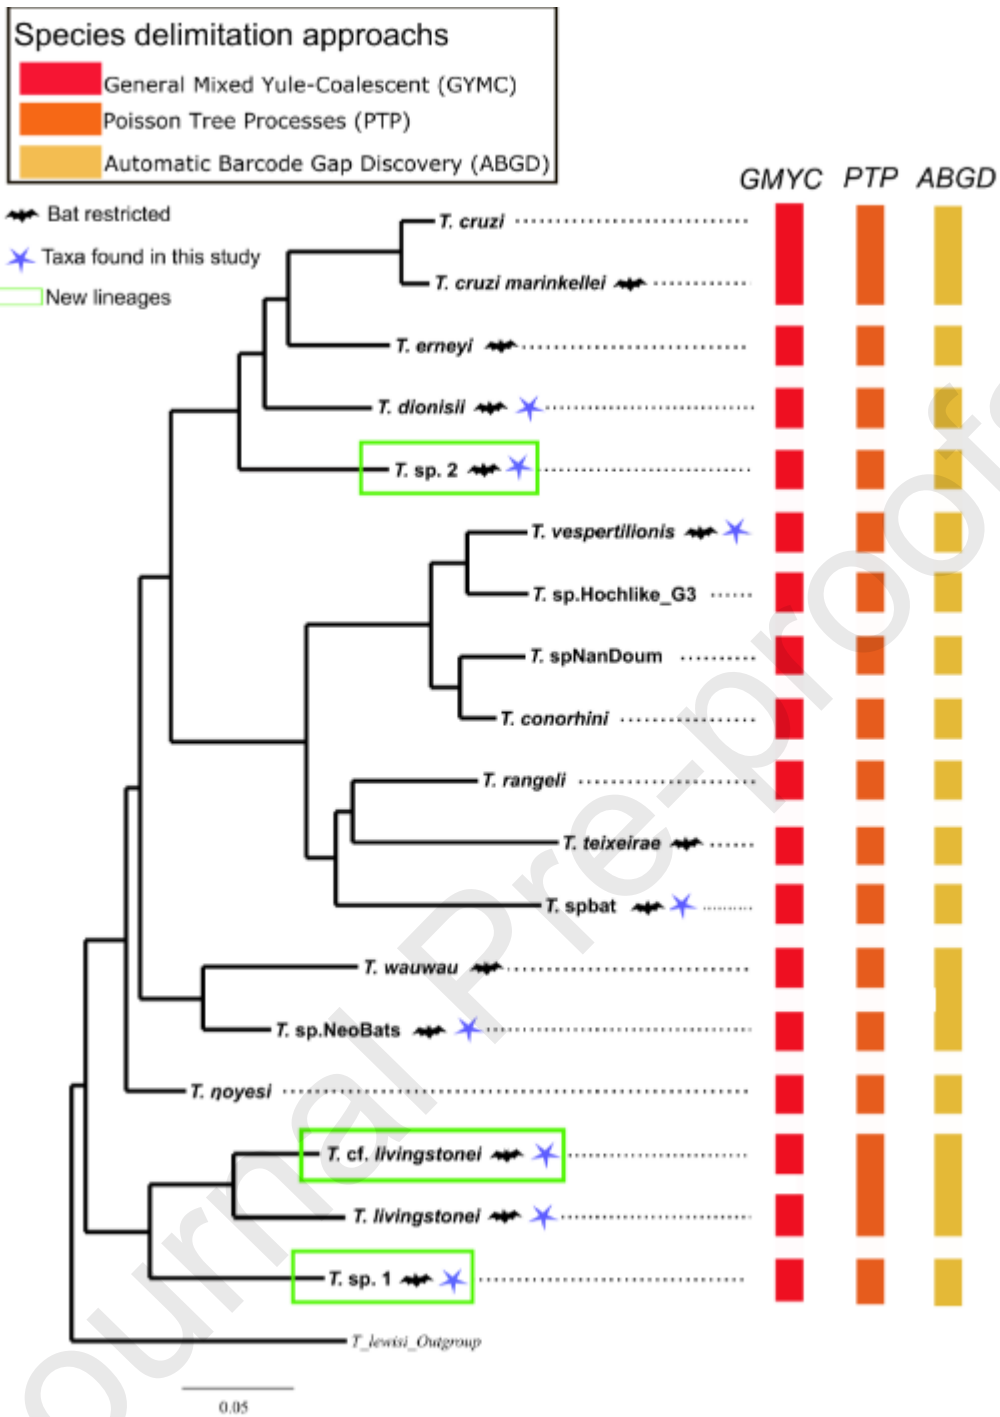 Species delimitation approachs
General Mixed Yule-Coalescent (GYMC)
Poisson Tree Processes (PTP)
Automatic Barcode Gap Discovery (ABGD)
GMYC PTP ABGD
Bat restricted
Taxa found in this study
New lineages
T. cruzi
T. cruzi marinkellei
T. erneyi
T. dionisii
T. sp. 2
T. vespertilionis
T. sp.Hochlike_G3
T. spNanDoum
T. conorhini
T. rangeli
T. teixeirae
T. spbat
T. wauwau
T. sp.NeoBats
T. ηoyesi
T. cf. livingstonei
T. livingstonei
T. sp. 1
T_lewisi_Outgroup
0.05
Journal Pre-proofs